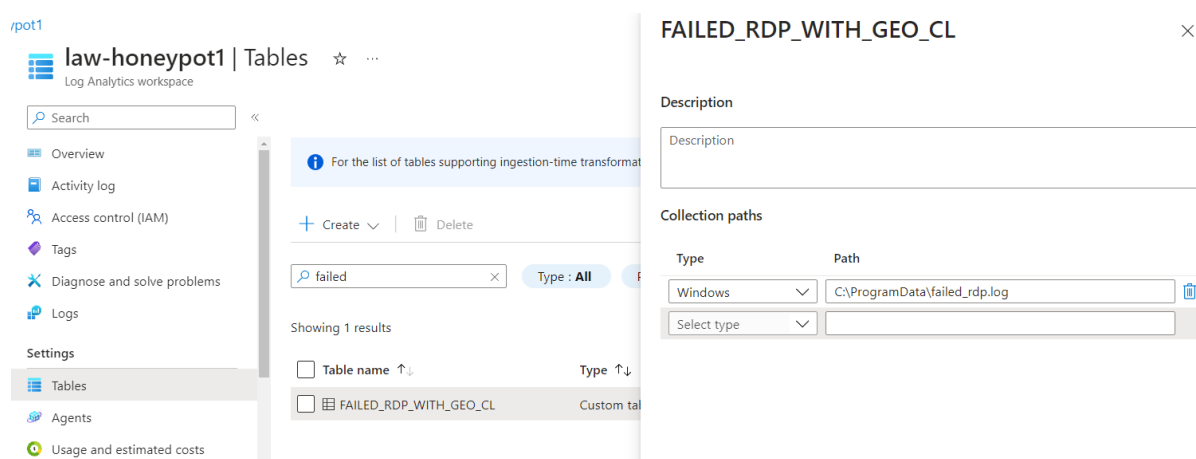 ypot1
law-honeypot1 | Tables
Log Analytics workspace
Search
Overview
Activity log
Access control (IAM)
Tags
Diagnose and solve problems
Logs
Settings
Tables
Agents
Usage and estimated costs
For the list of tables supporting ingestion-time transformat
Create
Delete
failed
Type : All
Showing 1 results
Table name
Type
FAILED_RDP_WITH_GEO_CL
Custom tal
FAILED_RDP_WITH_GEO_CL
Description
Description
Collection paths
Type
Path
Windows
C:\ProgramData\failed_rdp.log
Select type